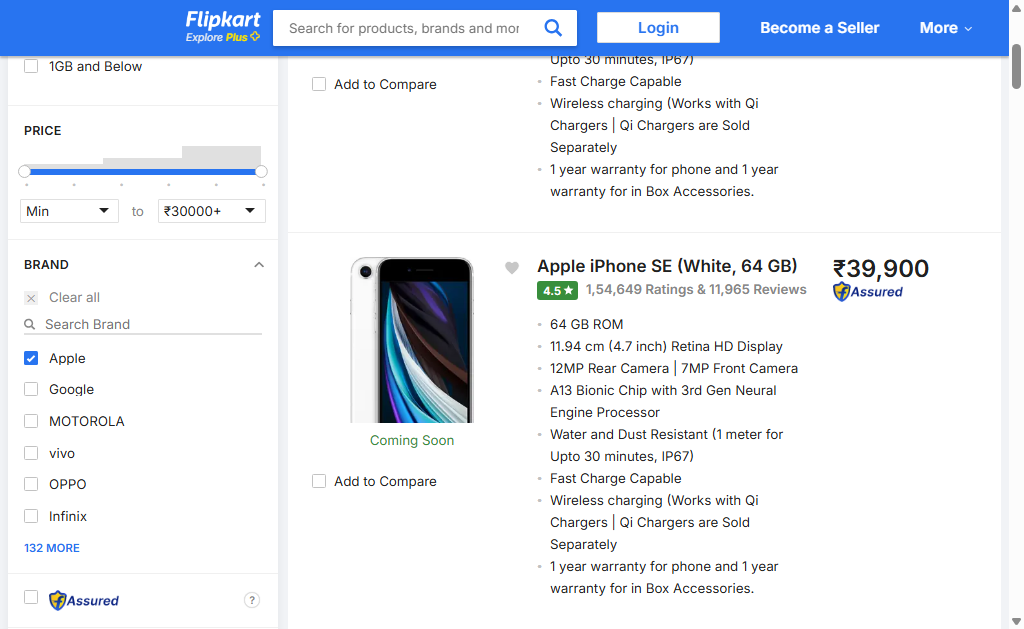 Flipkart
Explore Plus
Search for products, brands and mor
Login
Become a Seller
More
1GB and Below
PRICE
Min
to
₹30000+
BRAND
Clear all
Search Brand
Apple
Google
MOTOROLA
vivo
OPPO
Infinix
132 MORE
Assured
?
Add to Compare
Upto 30 minutes, IP67)
Fast Charge Capable
Wireless charging (Works with Qi
Chargers | Qi Chargers are Sold
Separately
1 year warranty for phone and 1 year
warranty for in Box Accessories.
Coming Soon
Add to Compare
Apple iPhone SE (White, 64 GB)
4.5★ 1,54,649 Ratings & 11,965 Reviews
64 GB ROM
11.94 cm (4.7 inch) Retina HD Display
12MP Rear Camera | 7MP Front Camera
A13 Bionic Chip with 3rd Gen Neural
Engine Processor
Water and Dust Resistant (1 meter for
Upto 30 minutes, IP67)
Fast Charge Capable
Wireless charging (Works with Qi
Chargers | Qi Chargers are Sold
Separately
1 year warranty for phone and 1 year
warranty for in Box Accessories.
₹39,900
Assured